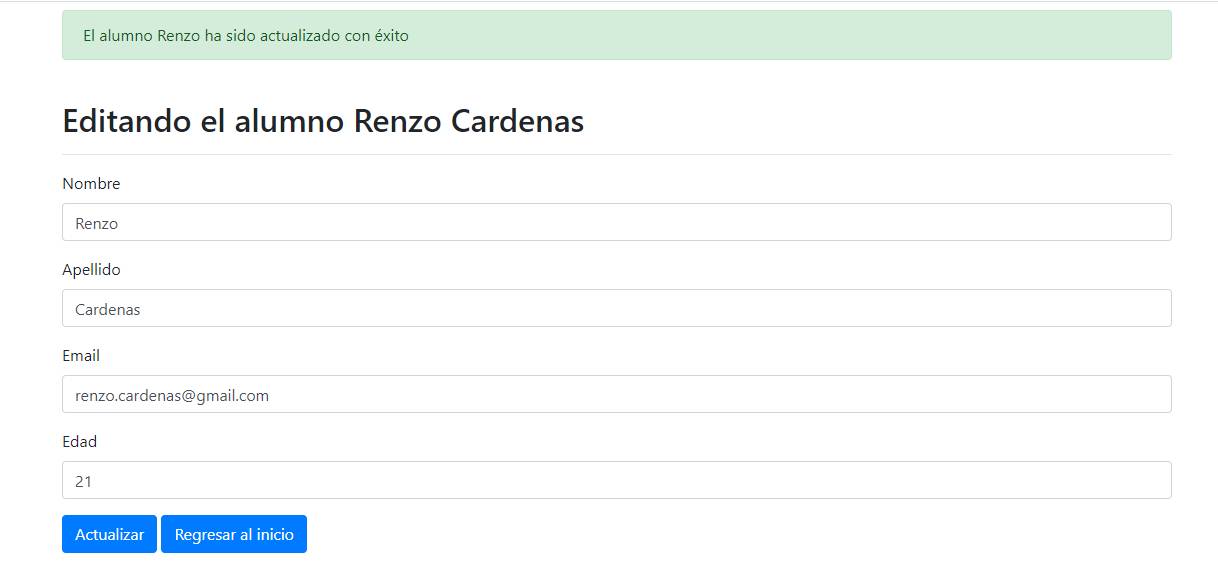 El alumno Renzo ha sido actualizado con éxito
Editando el alumno Renzo Cardenas
Nombre
Renzo
Apellido
Cardenas
Email
renzo.cardenas@gmail.com
Edad
21
Actualizar Regresar al inicio